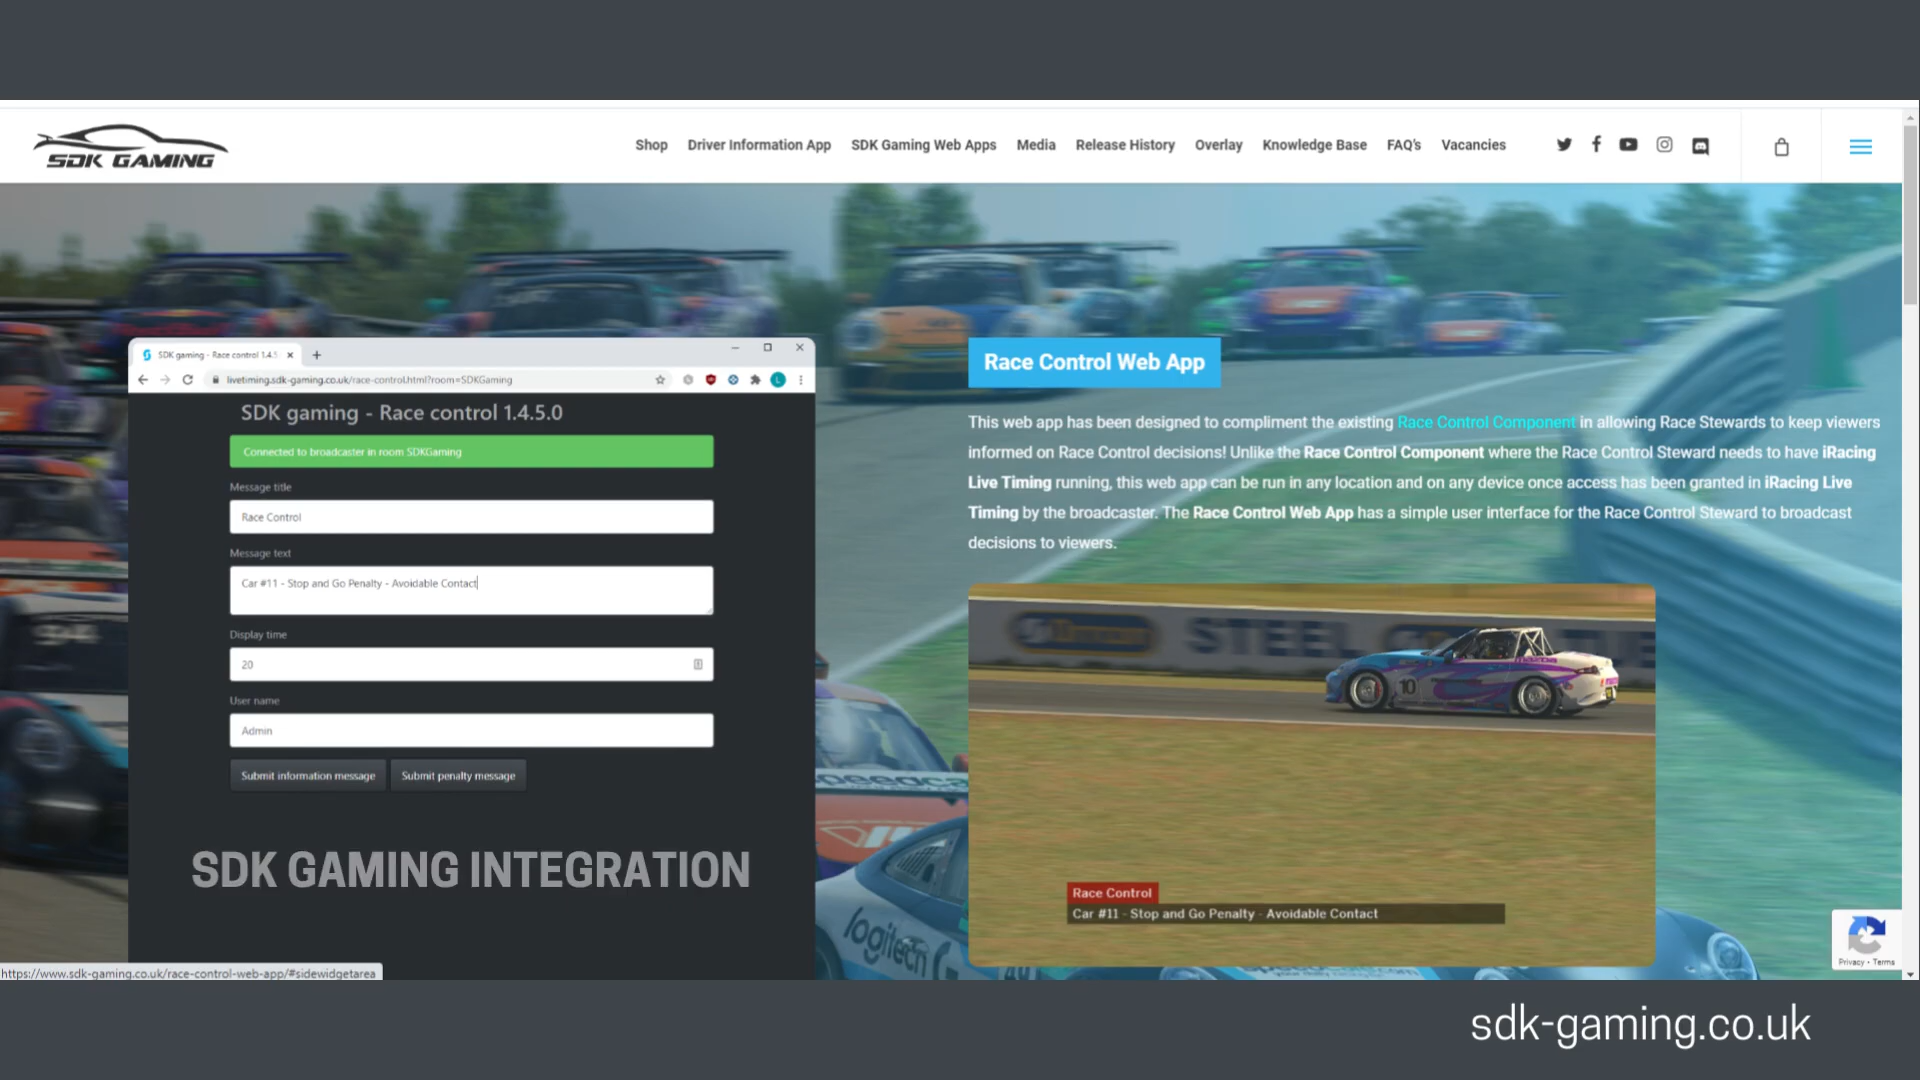 SDK GAMING
Shop Driver Information App SDK Gaming Web Apps Media Release History Overlay Knowledge Base FAQ's Vacancies
SDK gaming - Race control 1.4.5
livetiming.sdk-gaming.co.uk/race-control.html?room=SDKGaming
L
SDK gaming - Race control 1.4.5.0
Connected to broadcaster in room SDKGaming
Message title
Race Control
Message text
Car #11 - Stop and Go Penalty - Avoidable Contact
Display time
20
User name
Admin
Submit information message Submit penalty message
SDK GAMING INTEGRATION
Race Control Web App
This web app has been designed to compliment the existing Race Control Component in allowing Race Stewards to keep viewers
informed on Race Control decisions! Unlike the Race Control Component where the Race Control Steward needs to have iRacing
Live Timing running, this web app can be run in any location and on any device once access has been granted in iRacing Live
Timing by the broadcaster. The Race Control Web App has a simple user interface for the Race Control Steward to broadcast
decisions to viewers.
STEEL
10
Race Control
Car #11 - Stop and Go Penalty - Avoidable Contact
logitech G
Privacy - Terms
https://www.sdk-gaming.co.uk/race-control-web-app/#sidewidgetarea
sdk-gaming.co.uk